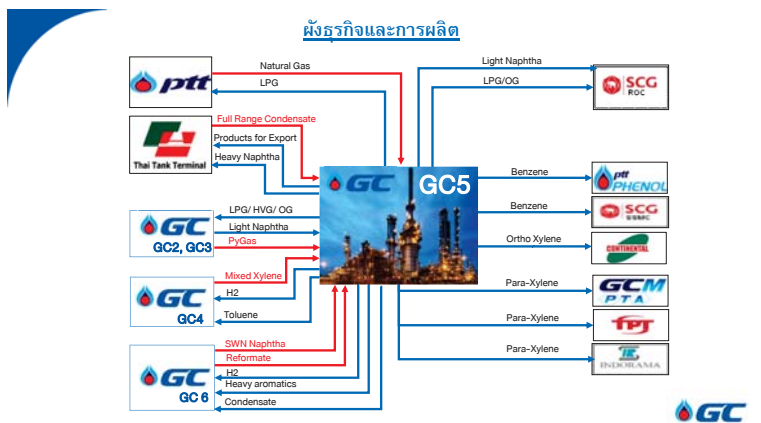 ผังธุรกิจและการผลิต
Natural Gas
LPG
ptt
Full Range Condensate
Products for Export
Heavy Naphtha
Thai Tank Terminal
LPG/ HVG/ OG
Light Naphtha
PyGas
GC
GC2, GC3
Mixed Xylene
H2
Toluene
GC
GC4
SWN Naphtha
Reformate
H2
Heavy aromatics
Condensate
GC
GC 6
GC
GC5
Light Naphtha
LPG/OG
SCG
ROC
Benzene
ptt
PHENOL
Benzene
SCG
Ortho Xylene
CONTINENTAL
Para-Xylene
GCM
PTA
Para-Xylene
TPT
Para-Xylene
INDORAMA
GC